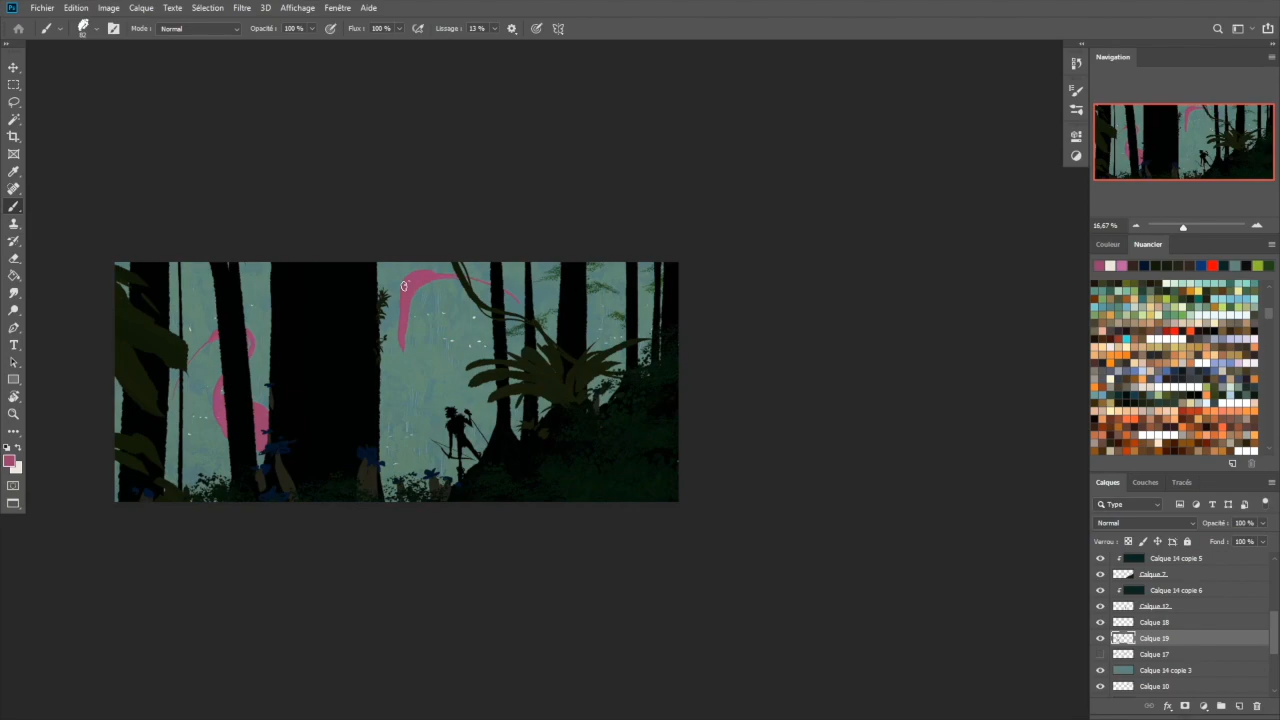 Ps Fichier Edition Image Calque Texte Sélection Filtre 3D Affichage Fenêtre Aide
82 Mode : Normal Opacité : 100 % Flux : 100 % Lissage : 13 %
Navigation
16,67 %
Couleur Nuancier
Calques Couches Tracés
Type
Normal Opacité : 100 %
Verrou : Fond : 100 %
Calque 14 copie 5
Calque 7
Calque 14 copie 6
Calque 12
Calque 18
Calque 19
Calque 17
Calque 14 copie 3
Calque 10
fx